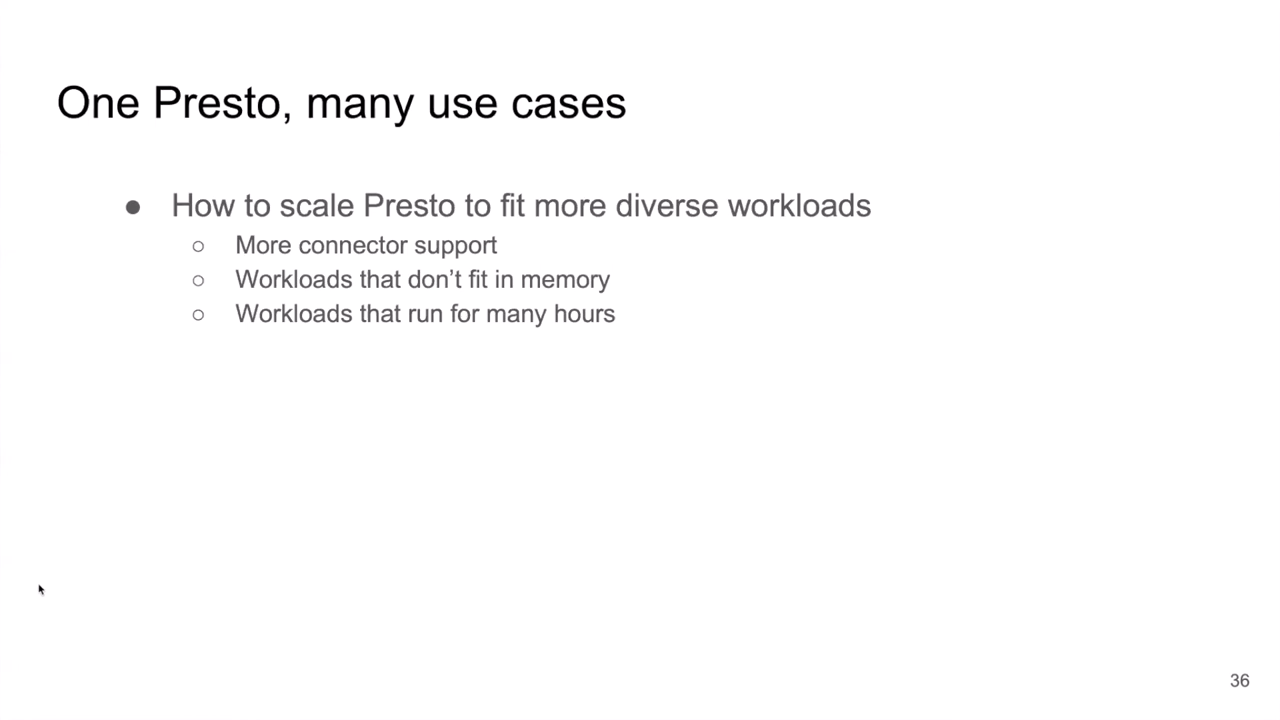 One Presto, many use cases
● How to scale Presto to fit more diverse workloads
○ More connector support
○ Workloads that don’t fit in memory
○ Workloads that run for many hours
36